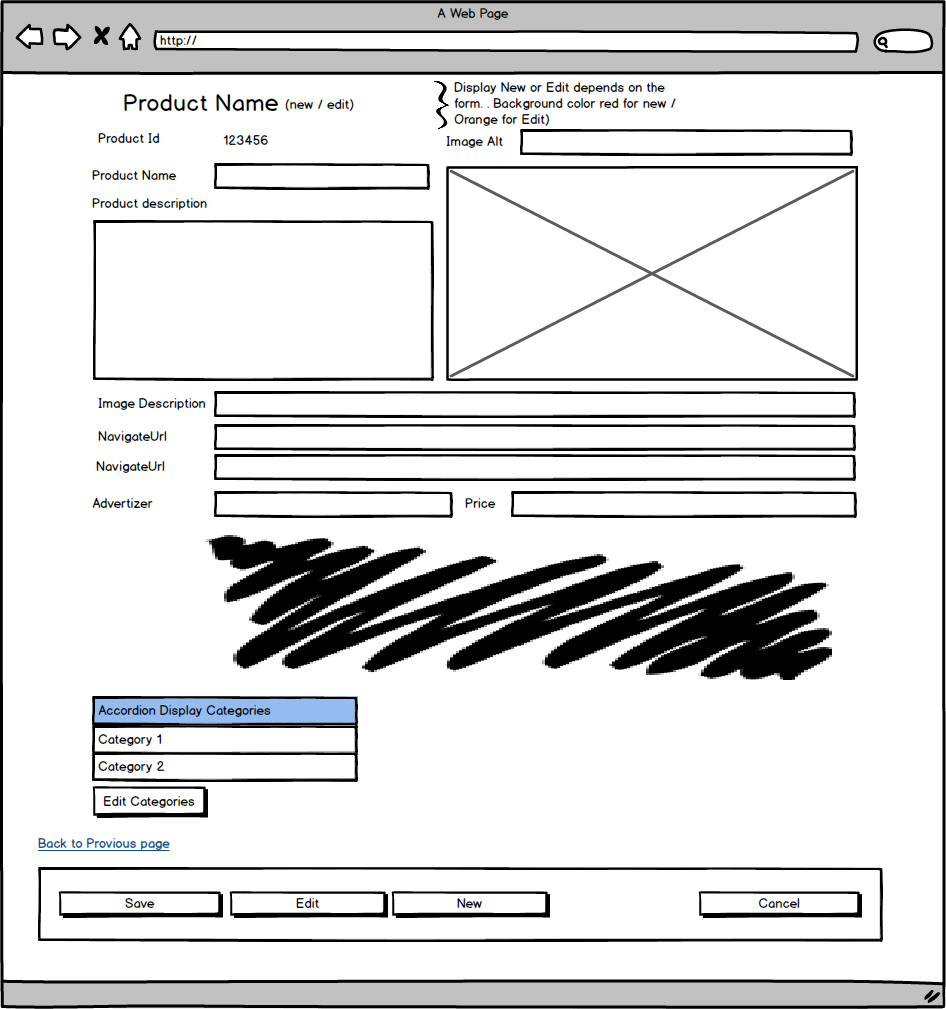 A Web Page
http://
Product Name (new / edit)
Display New or Edit depends on the
form. . Background color red for new /
Orange for Edit)
Product Id 123456
Image Alt
Product Name
Product description
Image Description
NavigateUrl
NavigateUrl
Advertizer
Price
Accordion Display Categories
Category 1
Category 2
Edit Categories
Back to Provious page
Save
Edit
New
Cancel